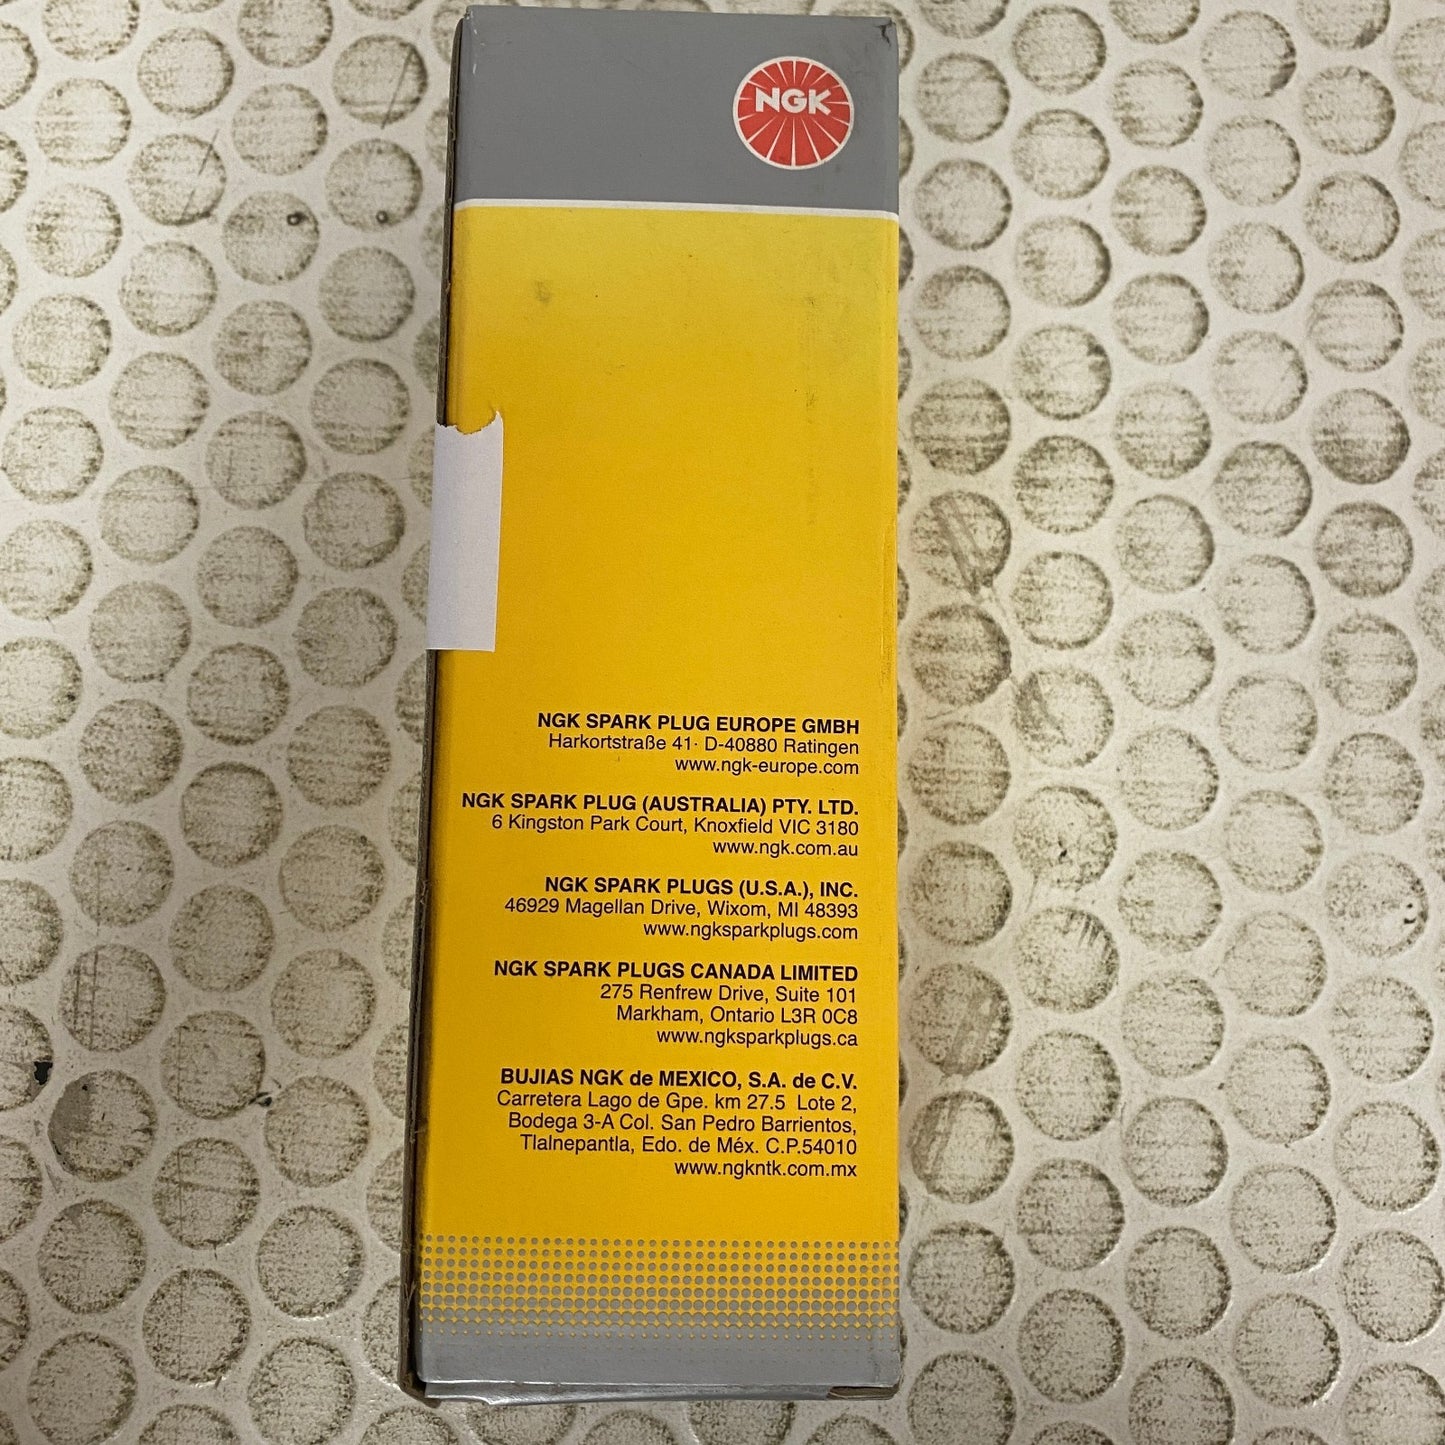 NGK
NGK SPARK PLUG EUROPE GMBH
Harkortstraße 41· D-40880 Ratingen
www.ngk-europe.com
NGK SPARK PLUG (AUSTRALIA) PTY. LTD.
6 Kingston Park Court, Knoxfield VIC 3180
www.ngk.com.au
NGK SPARK PLUGS (U.S.A.), INC.
46929 Magellan Drive, Wixom, MI 48393
www.ngksparkplugs.com
NGK SPARK PLUGS CANADA LIMITED
275 Renfrew Drive, Suite 101
Markham, Ontario L3R 0C8
www.ngksparkplugs.ca
BUJIAS NGK de MEXICO, S.A. de C.V.
Carretera Lago de Gpe. km 27.5 Lote 2,
Bodega 3-A Col. San Pedro Barrientos,
Tlalnepantla, Edo. de Méx. C.P.54010
www.ngkntk.com.mx